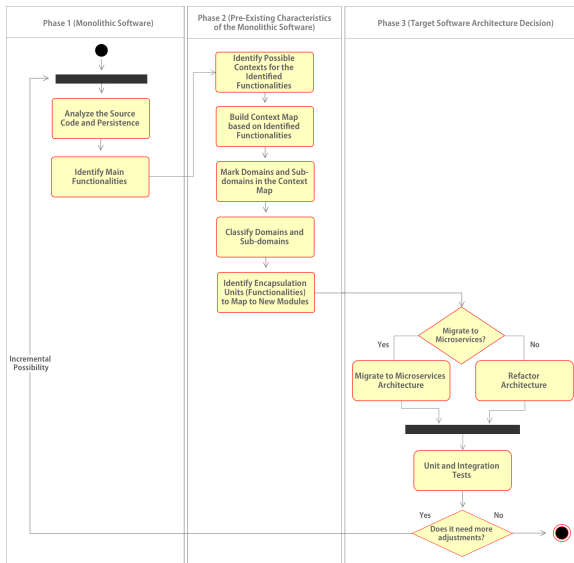 Phase 1 (Monolithic Software)
Phase 2 (Pre-Existing Characteristics
of the Monolithic Software)
Phase 3 (Target Software Architecture Decision)
Analyze the Source
Code and Persistence
Identify Main
Functionalities
Identify Possible
Contexts for the
Identified
Functionalities
Build Context Map
based on Identified
Functionalities
Mark Domains and Sub-
domains in the Context
Map
Classify Domains and
Sub-domains
Identify Encapsulation
Units (Functionalities)
to Map to New Modules
Migrate to
Microservices?
Yes
No
Migrate to Microservices
Architecture
Refactor
Architecture
Incremental
Possibility
Unit and Integration
Tests
Yes
No
Does it need more
adjustments?